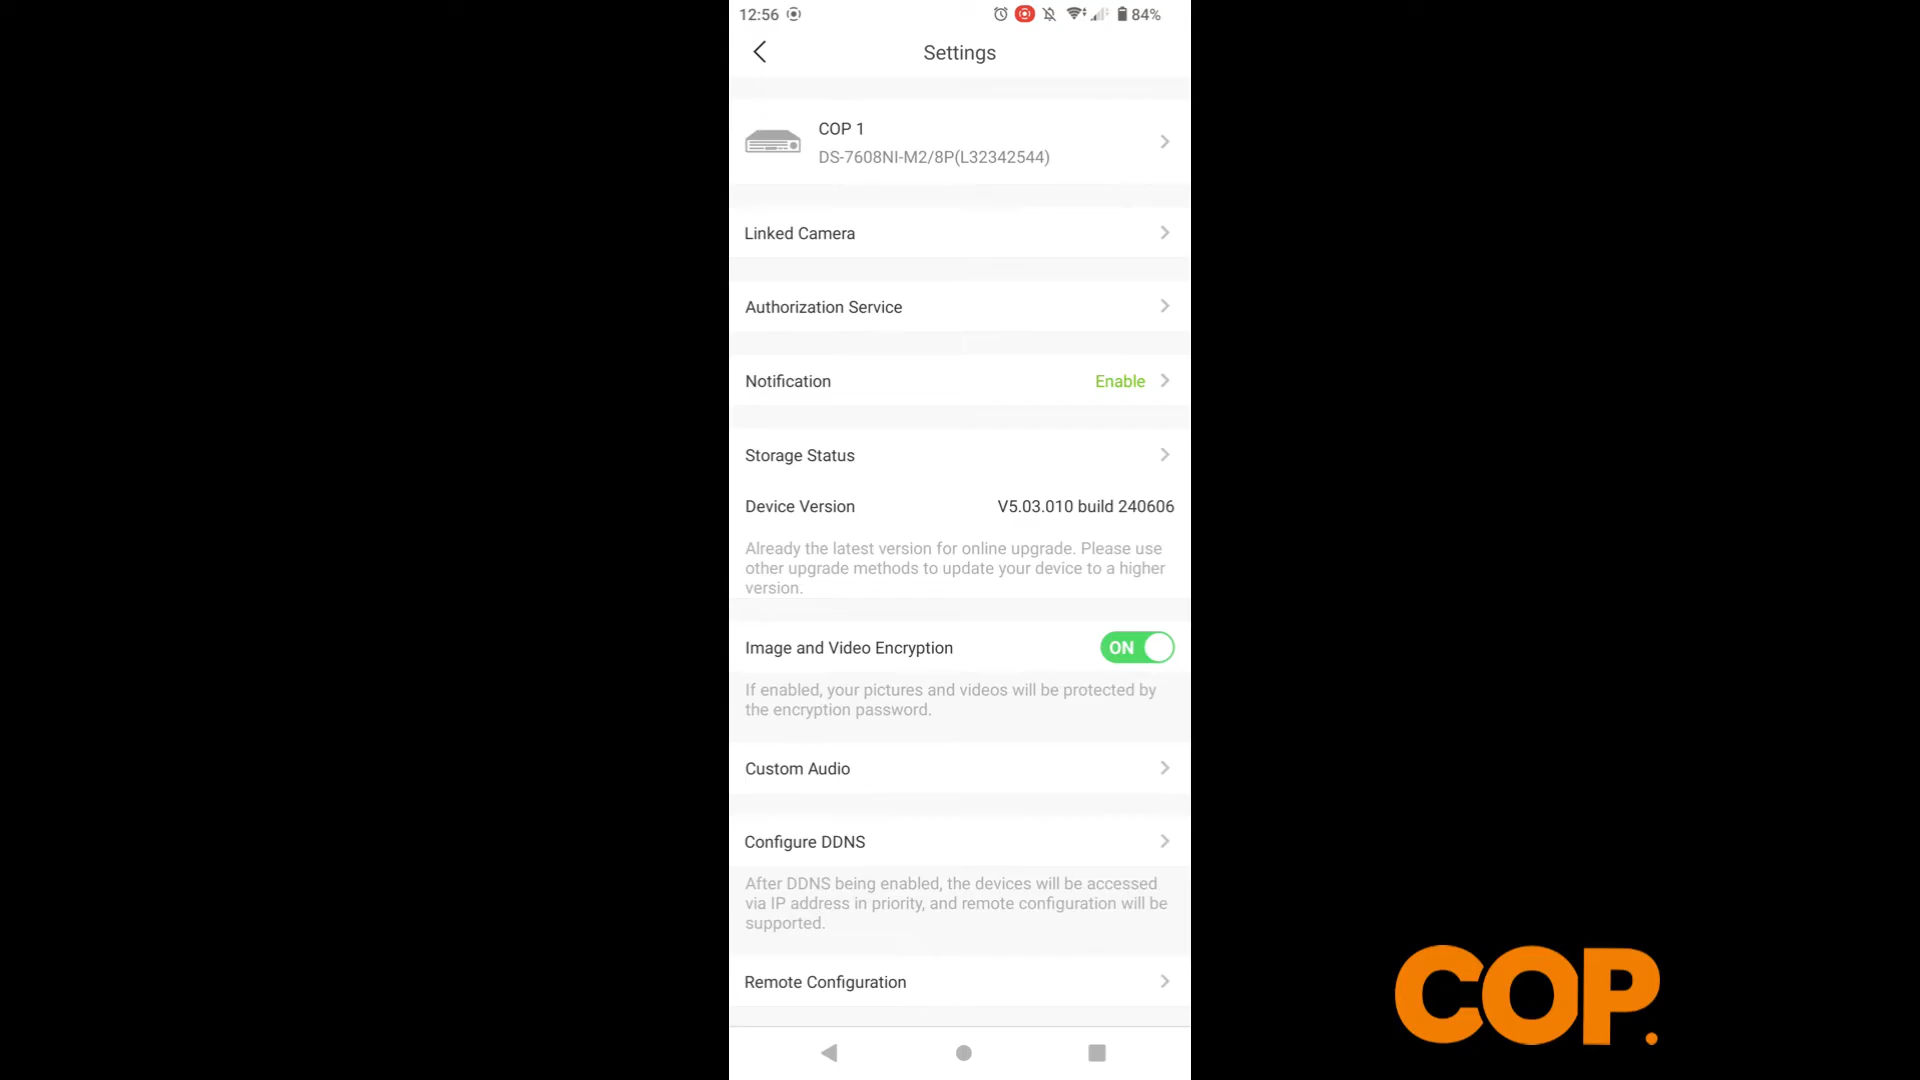 12:56
84%
Settings
COP 1
DS-7608NI-M2/8P(L32342544)
Linked Camera
Authorization Service
Notification Enable
Storage Status
Device Version V5.03.010 build 240606
Already the latest version for online upgrade. Please use
other upgrade methods to update your device to a higher
version.
Image and Video Encryption ON
If enabled, your pictures and videos will be protected by
the encryption password.
Custom Audio
Configure DDNS
After DDNS being enabled, the devices will be accessed
via IP address in priority, and remote configuration will be
supported.
Remote Configuration
COP.